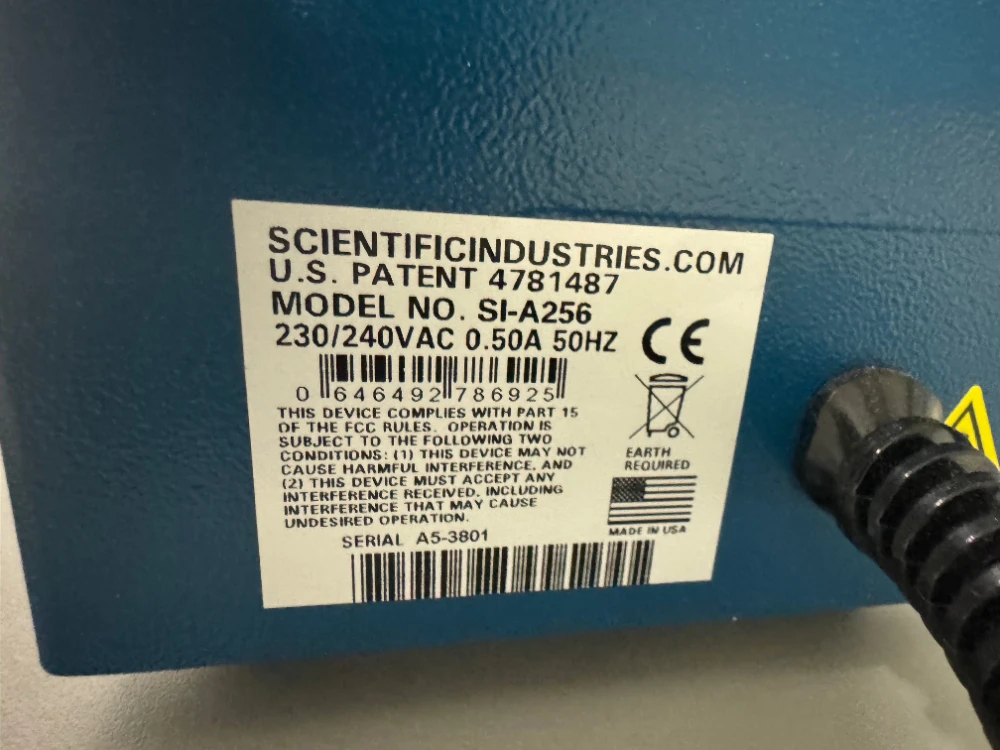 SCIENTIFICINDUSTRIES.COM
U.S. PATENT 4781487
MODEL NO. SI-A256
230/240VAC 0.50A 50HZ
CE
0 646492 786925
THIS DEVICE COMPLIES WITH PART 15
OF THE FCC RULES. OPERATION IS
SUBJECT TO THE FOLLOWING TWO
CONDITIONS: (1) THIS DEVICE MAY NOT
CAUSE HARMFUL INTERFERENCE, AND
(2) THIS DEVICE MUST ACCEPT ANY
INTERFERENCE RECEIVED, INCLUDING
INTERFERENCE THAT MAY CAUSE
UNDESIRED OPERATION.
EARTH
REQUIRED
MADE IN USA
SERIAL A5-3801